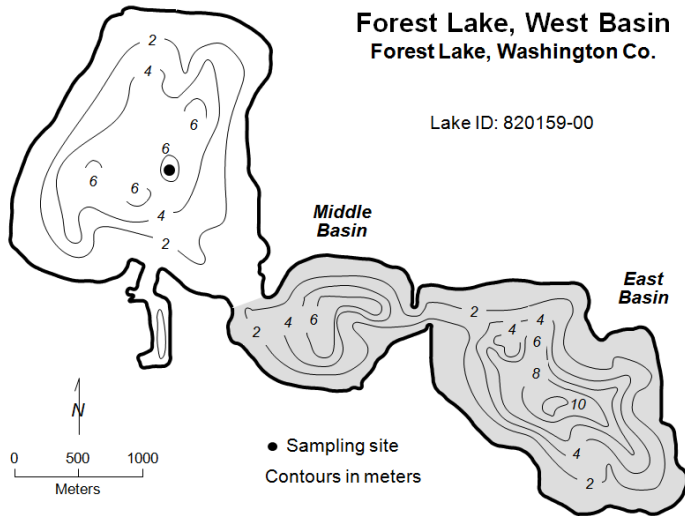 Forest Lake, West Basin
Forest Lake, Washington Co.
Lake ID: 820159-00
2
4
6
6
6
6
4
2
Middle
Basin
2
4
6
East
Basin
2
4
4
6
8
10
4
2
N
0 500 1000
Meters
Sampling site
Contours in meters